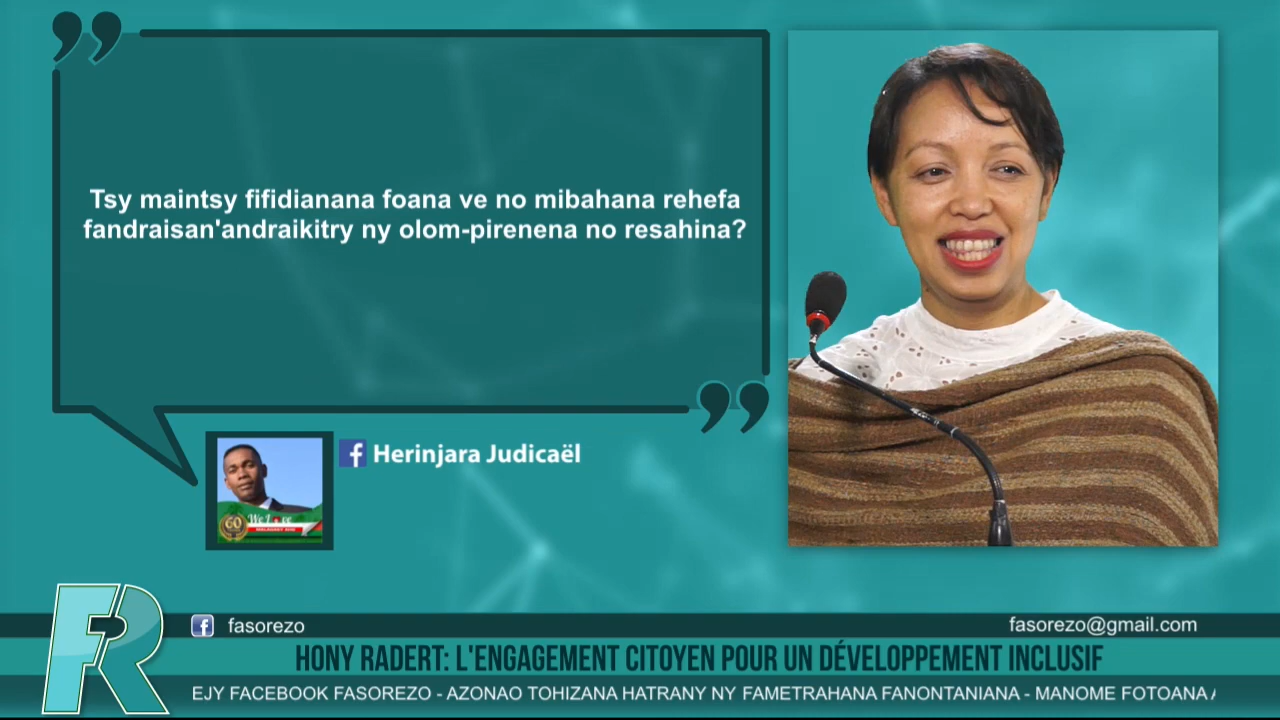 Tsy maintsy fifidianana foana ve no mibahana rehefa
fandraisan'andraikitry ny olom-pirenena no resahina?
Herinjara Judicaël
fasorezo
fasorezo@gmail.com
HONY RADERT: L'ENGAGEMENT CITOYEN POUR UN DÉVELOPPEMENT INCLUSIF
EJY FACEBOOK FASOREZO - AZONAO TOHIZANA HATRANY NY FAMETRAHANA FANONTANIANA - MANOME FOTOANA
FR
60